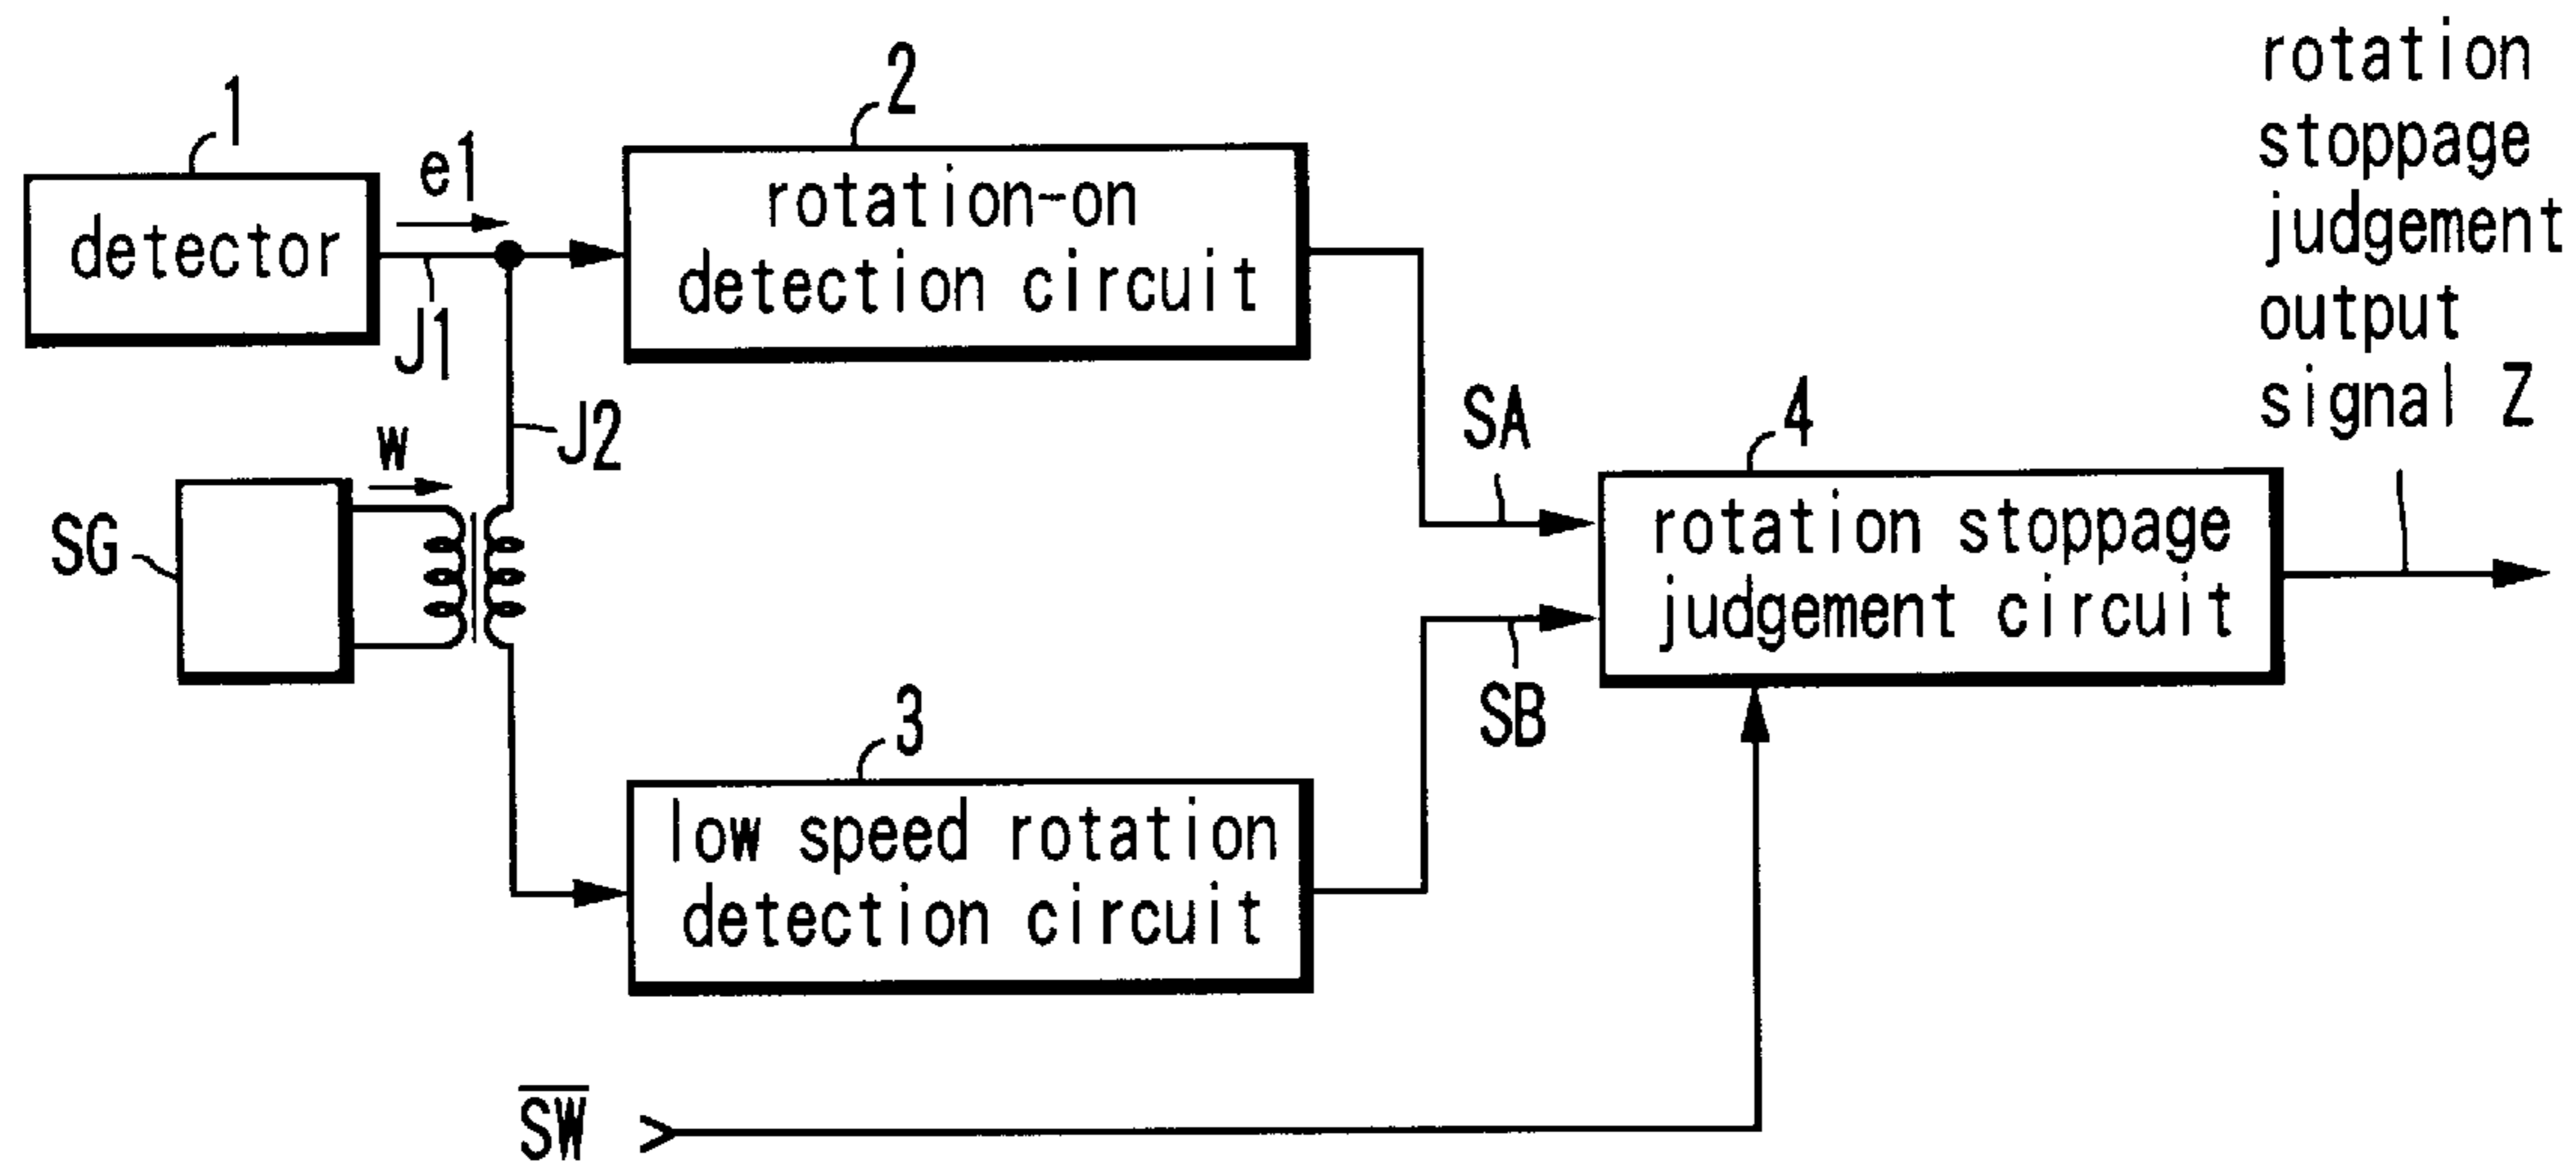 1
detector
e1
J1
2
rotation-on
detection circuit
J2
w
SG
3
low speed rotation
detection circuit
SA
SB
4
rotation stoppage
judgement circuit
rotation
stoppage
judgement
output
signal Z
S̅W̅